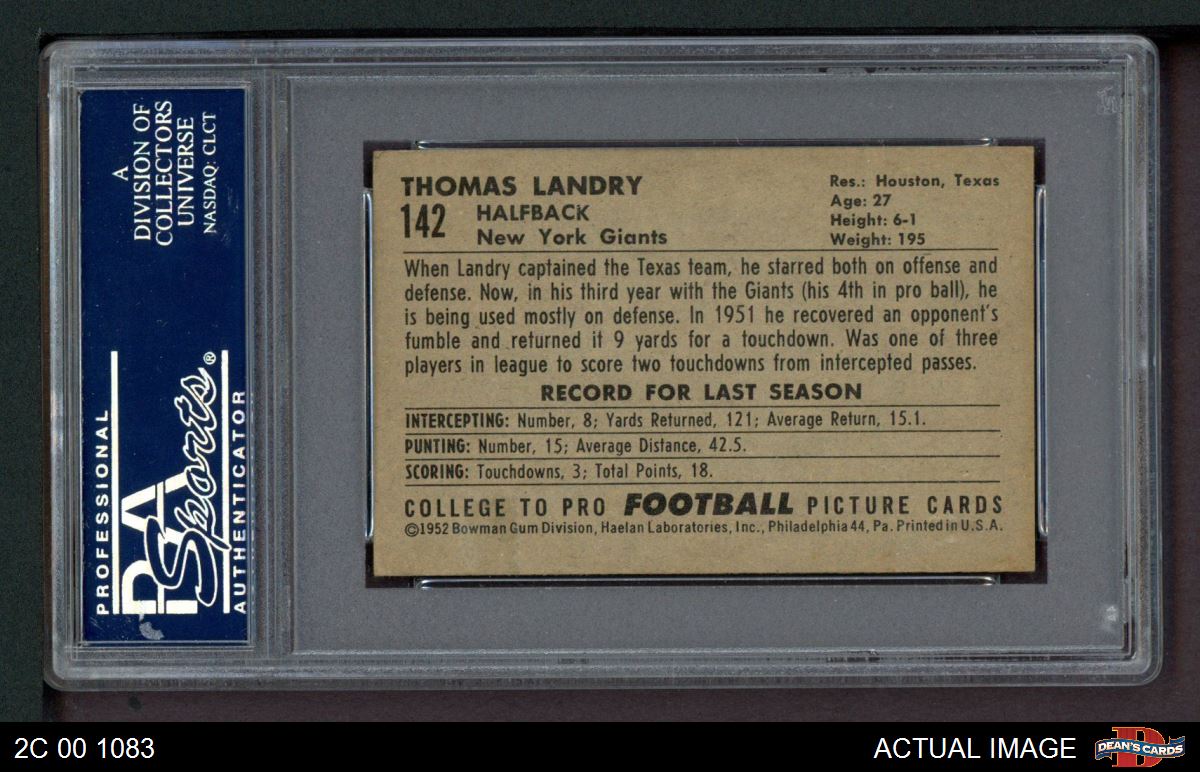 A
DIVISION OF
COLLECTORS
UNIVERSE
NASDAQ: CLCT
PROFESSIONAL
PSA
Sports®
AUTHENTICATOR
THOMAS LANDRY
142
HALFBACK
New York Giants
Res.: Houston, Texas
Age: 27
Height: 6-1
Weight: 195
When Landry captained the Texas team, he starred both on offense and
defense. Now, in his third year with the Giants (his 4th in pro ball), he
is being used mostly on defense. In 1951 he recovered an opponent's
fumble and returned it 9 yards for a touchdown. Was one of three
players in league to score two touchdowns from intercepted passes.
RECORD FOR LAST SEASON
INTERCEPTING: Number, 8; Yards Returned, 121; Average Return, 15.1.
PUNTING: Number, 15; Average Distance, 42.5.
SCORING: Touchdowns, 3; Total Points, 18.
COLLEGE TO PRO FOOTBALL PICTURE CARDS
©1952 Bowman Gum Division, Haelan Laboratories, Inc., Philadelphia 44, Pa. Printed in U.S.A.
2C 00 1083
ACTUAL IMAGE
D
DEAN'S CARDS